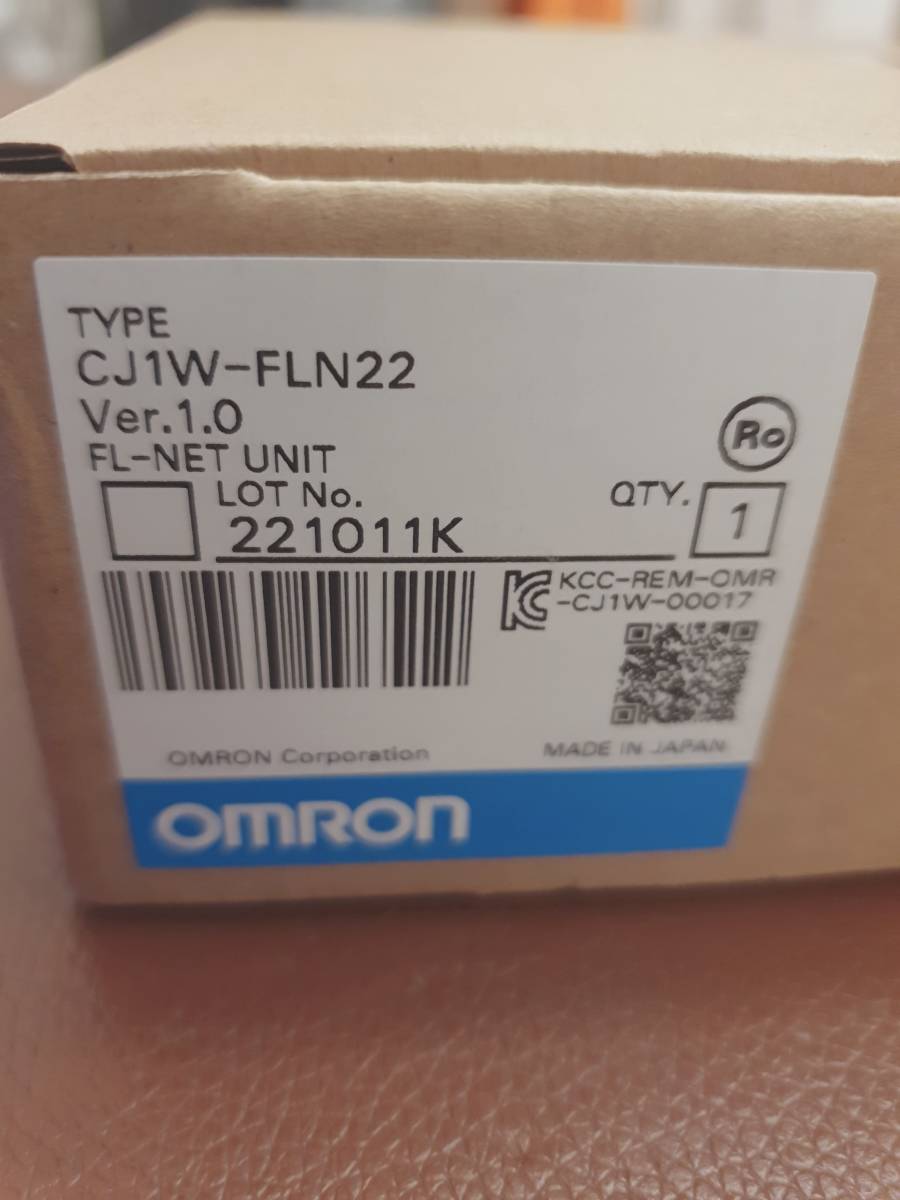 TYPE
CJ1W-FLN22
Ver.1.0
FL-NET UNIT
Ro
LOT No.
221011K
QTY.
1
KCC-REM-OMR
-CJ1W-00017
OMRON Corporation
MADE IN JAPAN
OMRON